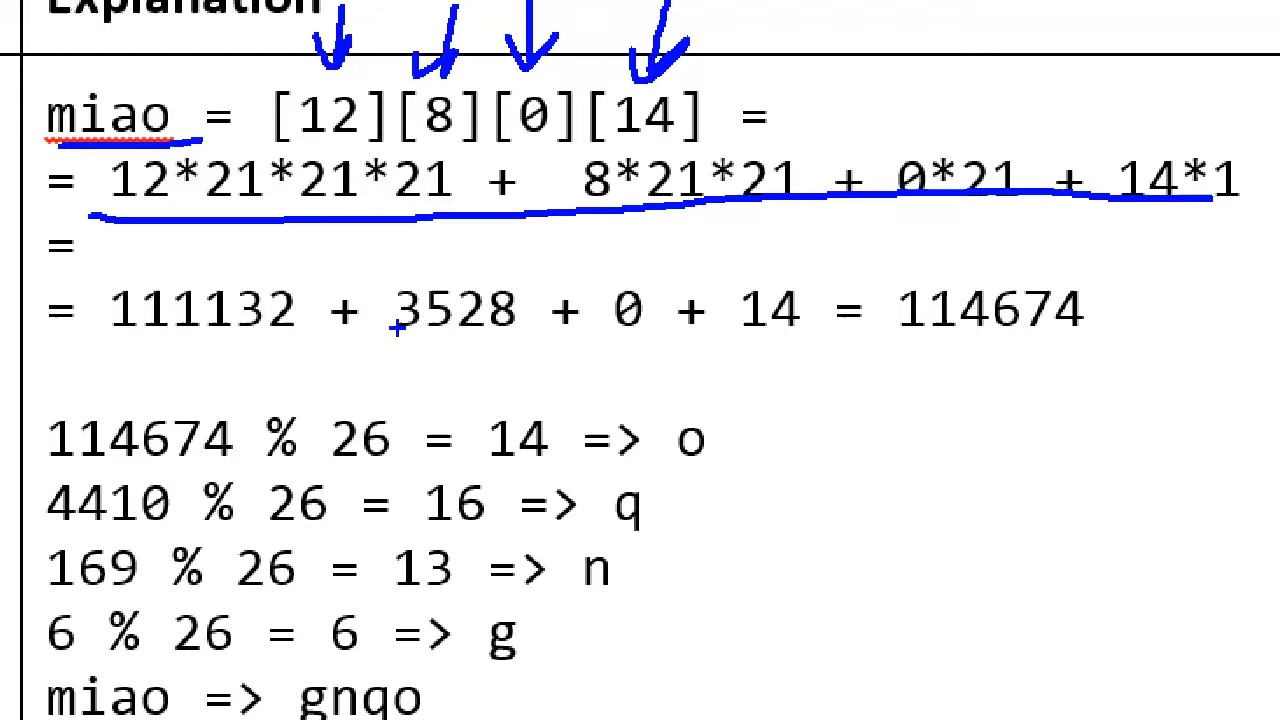 Explanation
miao = [12][8][0][14] =
= 12*21*21*21 +  8*21*21 + 0*21 + 14*1
=
= 111132 + 3528 + 0 + 14 = 114674
114674 % 26 = 14 => o
4410 % 26 = 16 => q
169 % 26 = 13 => n
6 % 26 = 6 => g
miao => gnqo